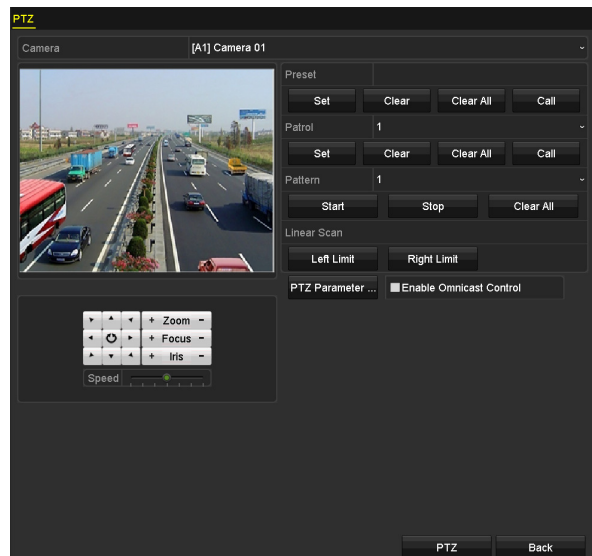 PTZ
Camera [A1] Camera 01
Preset
Set Clear Clear All Call
Patrol 1
Set Clear Clear All Call
Pattern 1
Start Stop Clear All
Linear Scan
Left Limit Right Limit
PTZ Parameter ... Enable Omnicast Control
+ Zoom -
+ Focus -
+ Iris -
Speed
PTZ Back